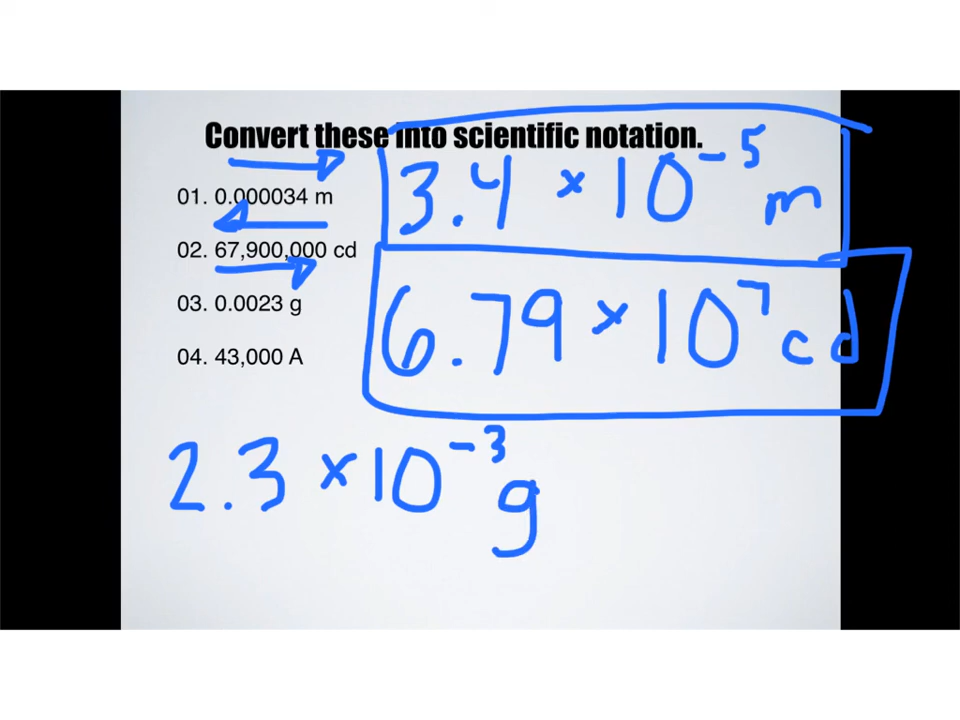 Convert these into scientific notation.
01. 0.000034 m
3.4 × 10⁻⁵ m
02. 67,900,000 cd
6.79 × 10⁷ cd
03. 0.0023 g
04. 43,000 A
2.3 × 10⁻³ g